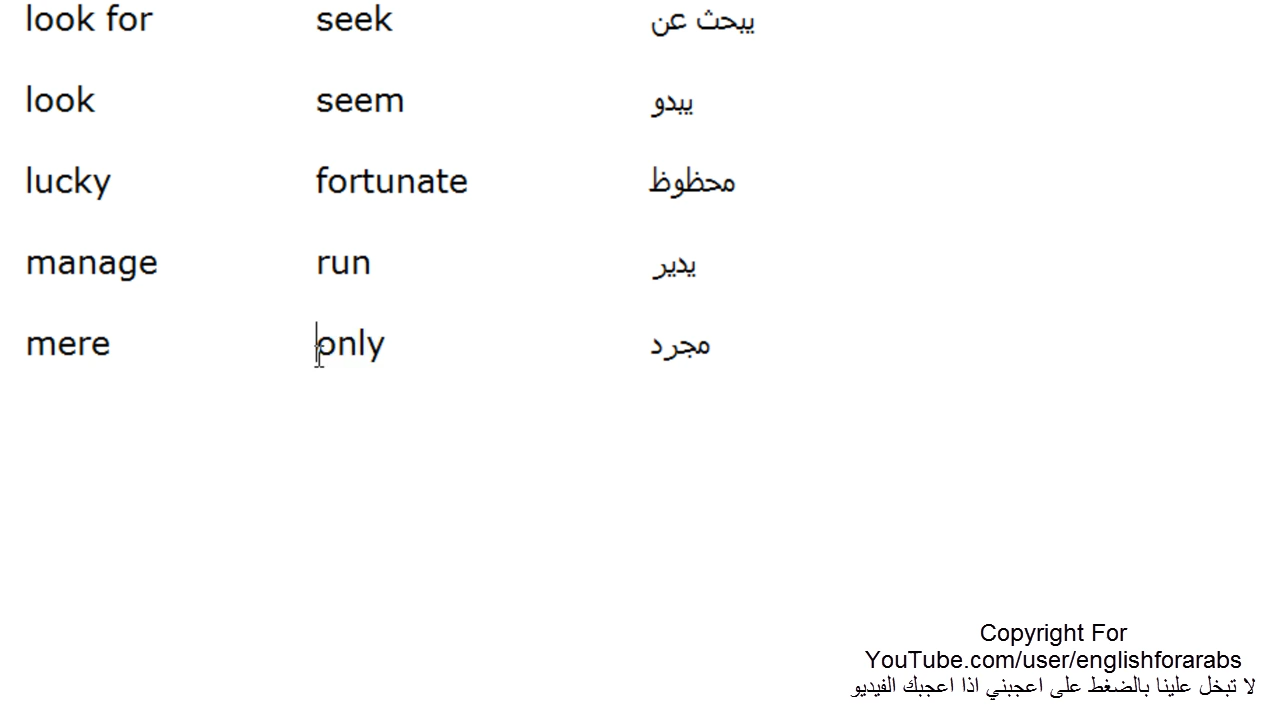 look for seek يبحث عن
look seem يبدو
lucky fortunate محظوظ
manage run يدير
mere only مجرد
Copyright For
YouTube.com/user/englishforarabs
لا تبخل علينا بالضغط على اعجبني اذا اعجبك الفيديو